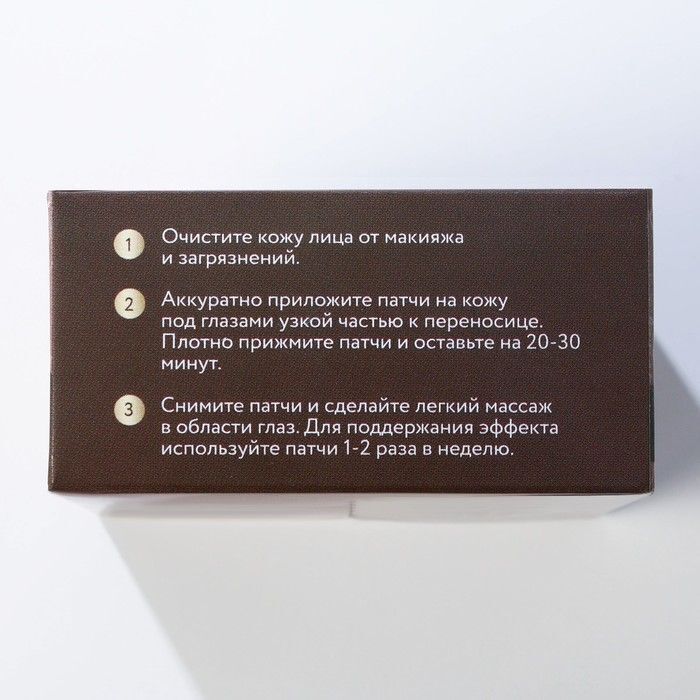 1 Очистите кожу лица от макияжа
и загрязнений.
2 Аккуратно приложите патчи на кожу
под глазами узкой частью к переносице.
Плотно прижмите патчи и оставьте на 20-30
минут.
3 Снимите патчи и сделайте легкий массаж
в области глаз. Для поддержания эффекта
используйте патчи 1-2 раза в неделю.